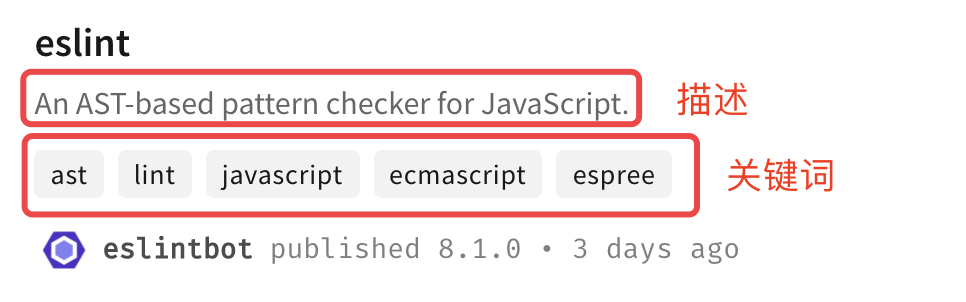 eslint
An AST-based pattern checker for JavaScript. 描述
ast lint javascript ecmascript espree 关键词
eslintbot published 8.1.0 • 3 days ago